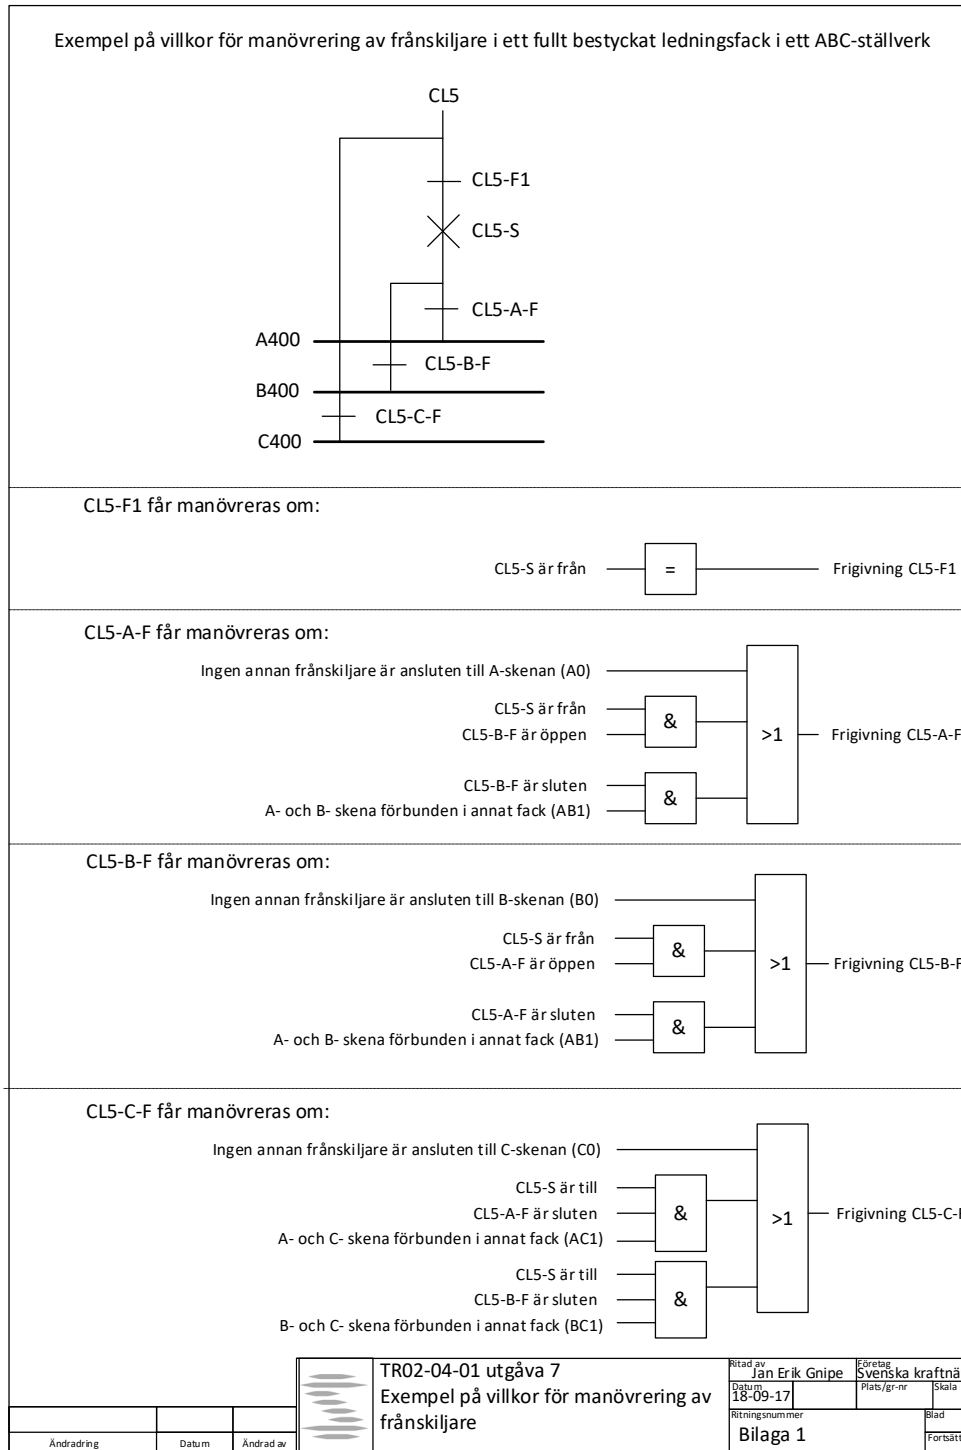 Exempel på villkor för manövrering av frånskiljare i ett fullt bestyckat ledningsfack i ett ABC-ställverk
CL5
CL5-F1
CL5-S
CL5-A-F
A400
CL5-B-F
B400
CL5-C-F
C400
CL5-F1 får manövreras om:
CL5-S är från
=
Frigivning CL5-F1
CL5-A-F får manövreras om:
Ingen annan frånskiljare är ansluten till A-skenan (A0)
CL5-S är från
&
CL5-B-F är öppen
>1
Frigivning CL5-A-F
CL5-B-F är sluten
&
A- och B- skena förbunden i annat fack (AB1)
CL5-B-F får manövreras om:
Ingen annan frånskiljare är ansluten till B-skenan (B0)
CL5-S är från
&
CL5-A-F är öppen
>1
Frigivning CL5-B-F
CL5-A-F är sluten
&
A- och B- skena förbunden i annat fack (AB1)
CL5-C-F får manövreras om:
Ingen annan frånskiljare är ansluten till C-skenan (C0)
CL5-S är till
CL5-A-F är sluten
&
>1
Frigivning CL5-C-F
A- och C- skena förbunden i annat fack (AC1)
CL5-S är till
CL5-B-F är sluten
&
B- och C- skena förbunden i annat fack (BC1)
TR02-04-01 utgåva 7
Exempel på villkor för manövrering av
frånskiljare
Ritad av
Jan Erik Gnipe
Företag
Svenska kraftnä
Datum
18-09-17
Plats/gr-nr
Skala
Ritningsnummer
Bilaga 1
Blad
Fortsätt
Ändradring
Datum
Ändrad av